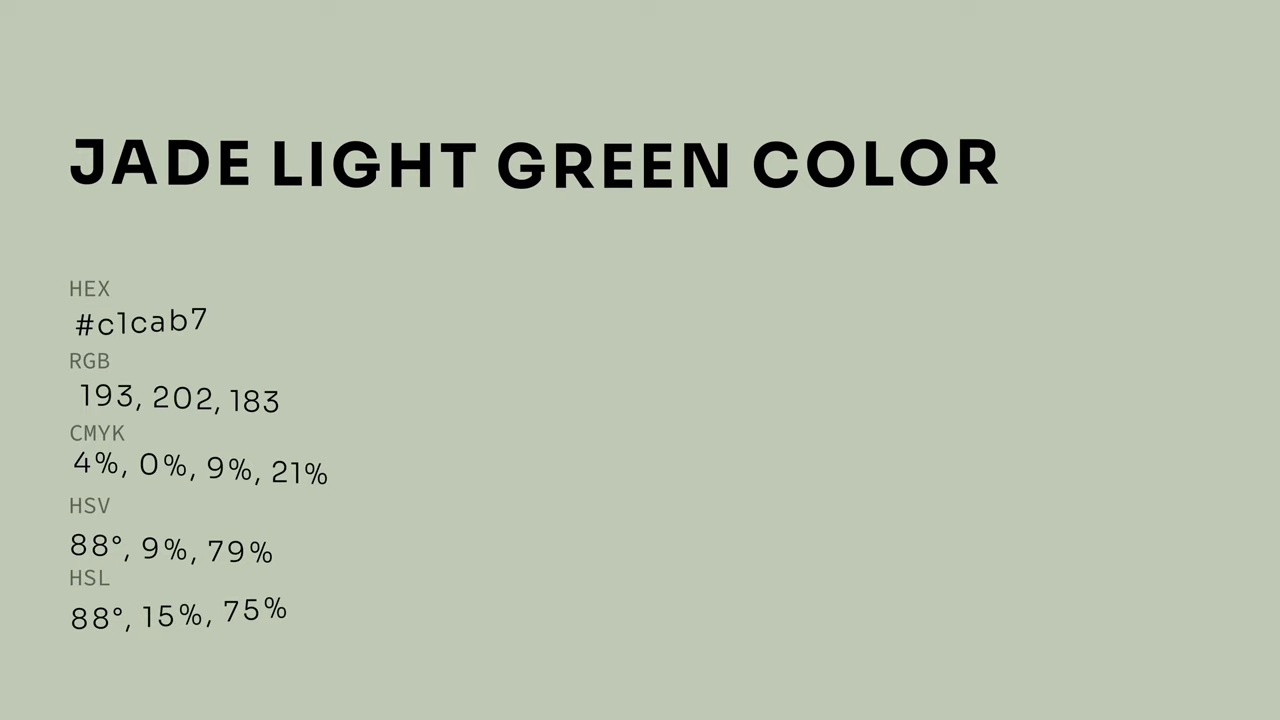 JADE LIGHT GREEN COLOR
HEX
#c1cab7
RGB
193, 202, 183
CMYK
4%, 0%, 9%, 21%
HSV
88°, 9%, 79%
HSL
88°, 15%, 75%